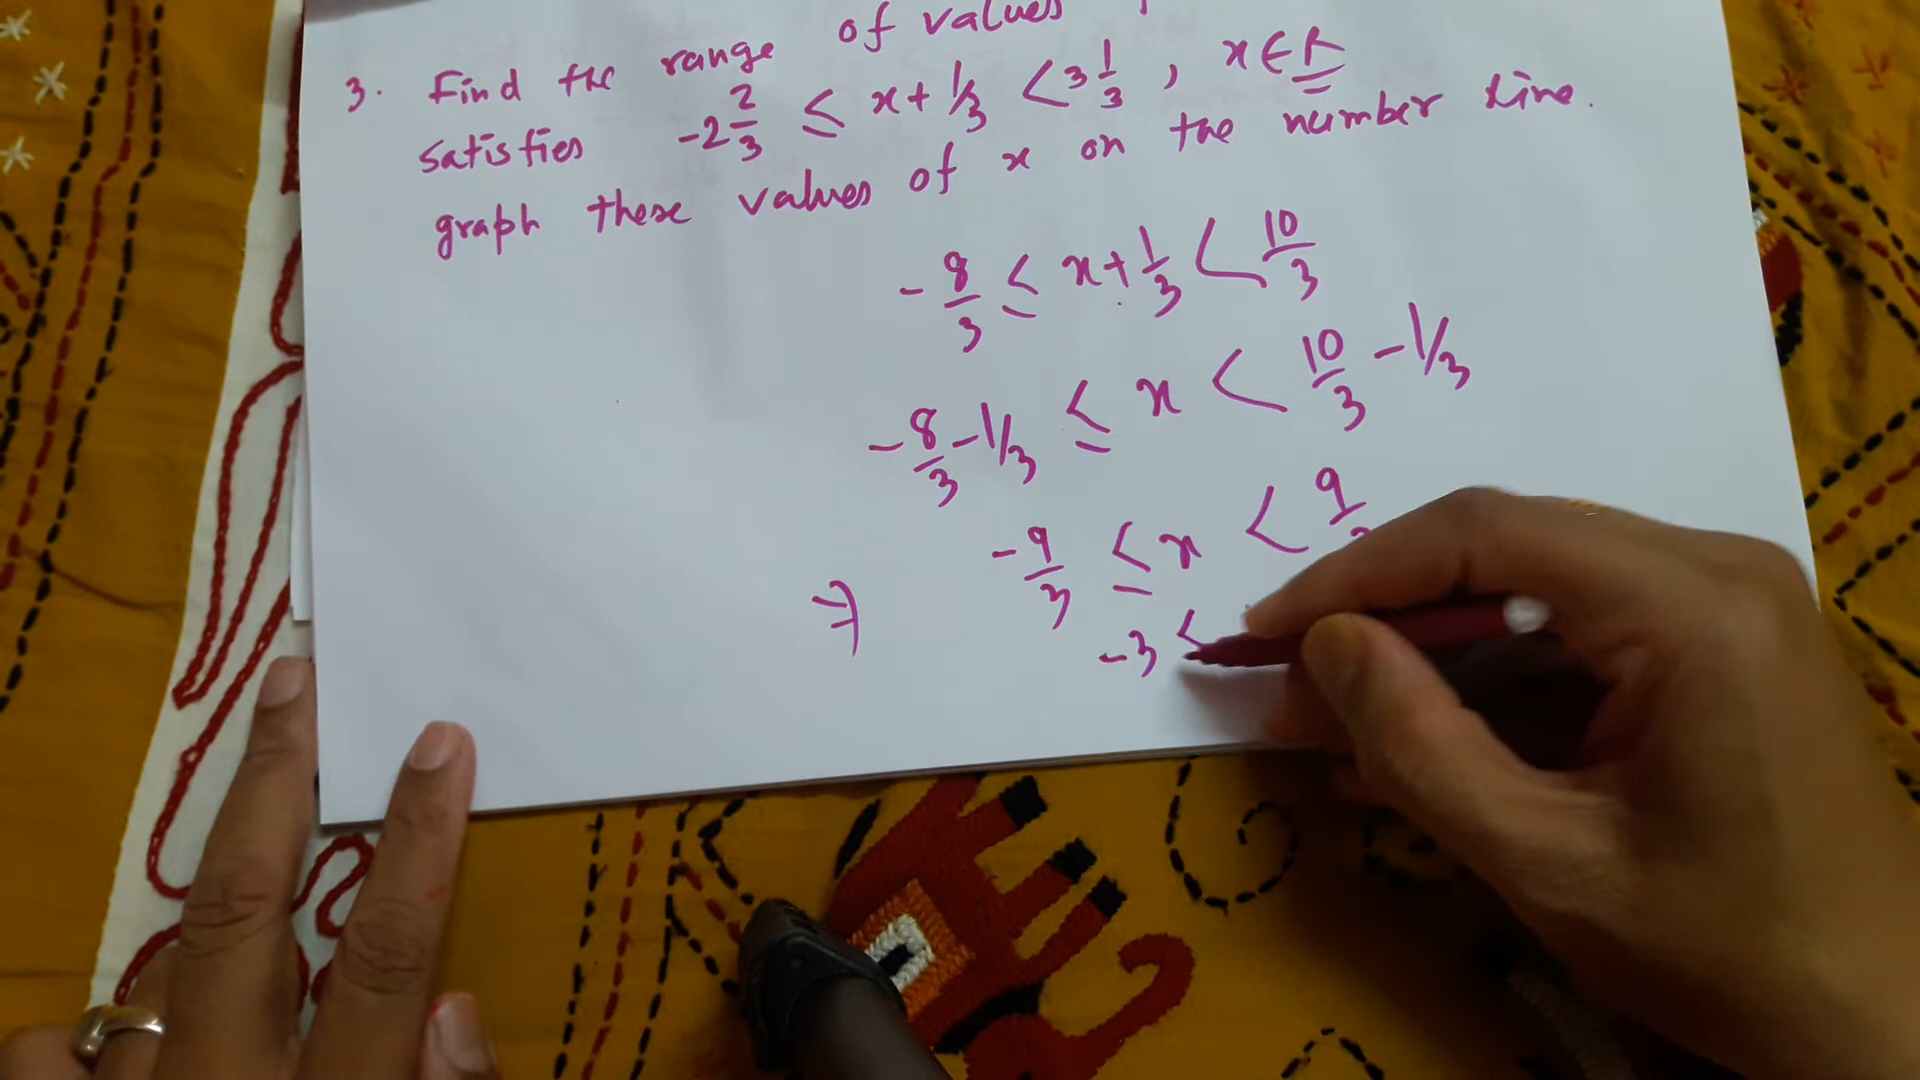 3. Find the range of values
satisfies -2 2/3 ≤ x + 1/3 < 3 1/3, x ∈ R
graph these values of x on the number line.
-8/3 ≤ x + 1/3 < 10/3
-8/3 - 1/3 ≤ x < 10/3 - 1/3
-9/3 ≤ x < 9/
⇒ -3 <